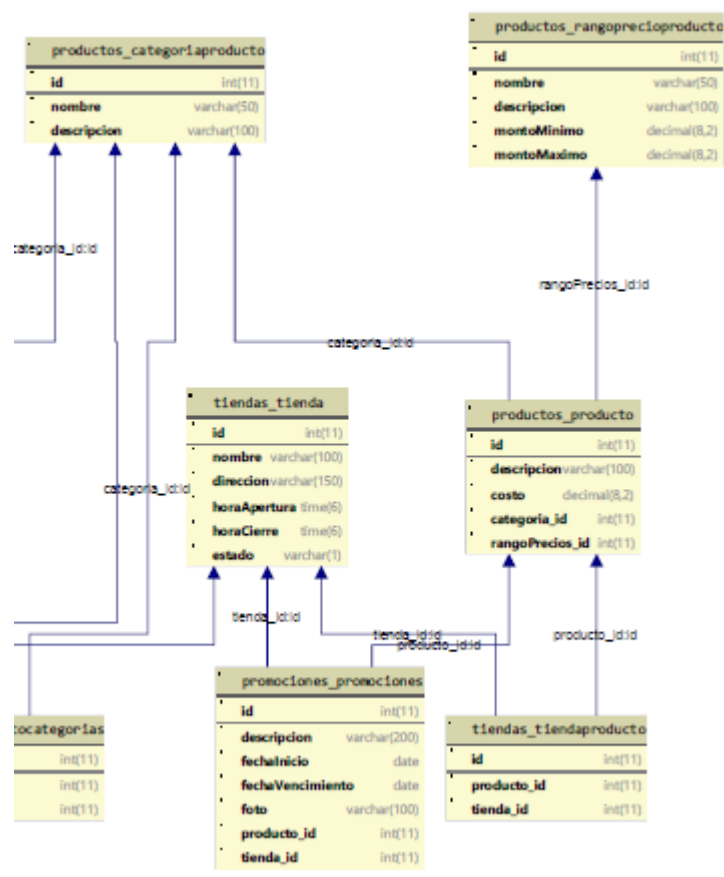 productos_categoriaproducto
id int(11)
nombre varchar(50)
descripcion varchar(100)
productos_rangoprecioproducto
id int(11)
nombre varchar(50)
descripcion varchar(100)
montoMinimo decimal(8,2)
montoMaximo decimal(8,2)
categoria_id:id
rangoPrecios_id:id
categoria_id:id
tiendas_tienda
id int(11)
nombre varchar(100)
direccion varchar(150)
horaApertura time(6)
horaCierre time(6)
estado varchar(1)
categoria_id:id
productos_producto
id int(11)
descripcion varchar(100)
costo decimal(8,2)
categoria_id int(11)
rangoPrecios_id int(11)
tienda_id:id
tienda_id:id
producto_id:id
producto_id:id
tocategorias
int(11)
int(11)
int(11)
promociones_promociones
id int(11)
descripcion varchar(200)
fechaInicio date
fechaVencimiento date
foto varchar(100)
producto_id int(11)
tienda_id int(11)
tiendas_tiendaproducto
id int(11)
producto_id int(11)
tienda_id int(11)